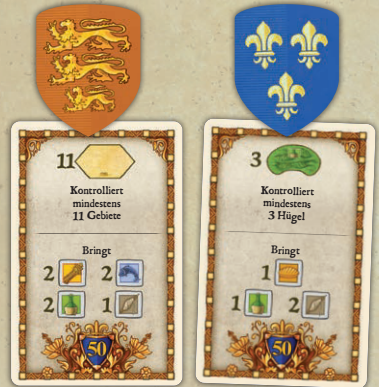 11
Kontrolliert
mindestens
11 Gebiete
Bringt
2 2
2 1
50
3
Kontrolliert
mindestens
3 Hügel
Bringt
1
1 2
50